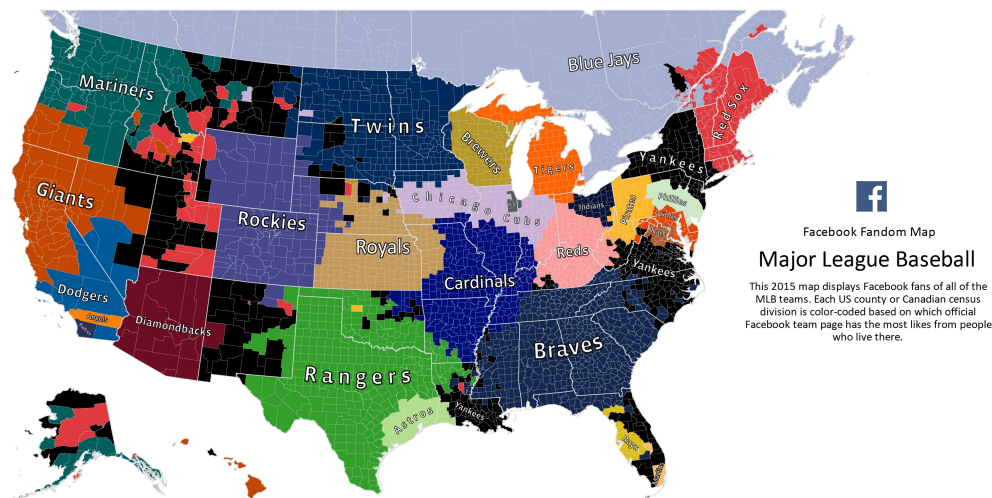 Blue Jays
Mariners
Twins
Red Sox
Brewers
Tigers
Yankees
Giants
Chicago Cubs
Indians
Pirates
Phillies
Rockies
Royals
Reds
Cardinals
Yankees
Dodgers
Angels
Diamondbacks
Braves
Rangers
Astros
Yankees
Rays
Facebook Fandom Map
Major League Baseball
This 2015 map displays Facebook fans of all of the
MLB teams. Each US county or Canadian census
division is color-coded based on which official
Facebook team page has the most likes from people
who live there.